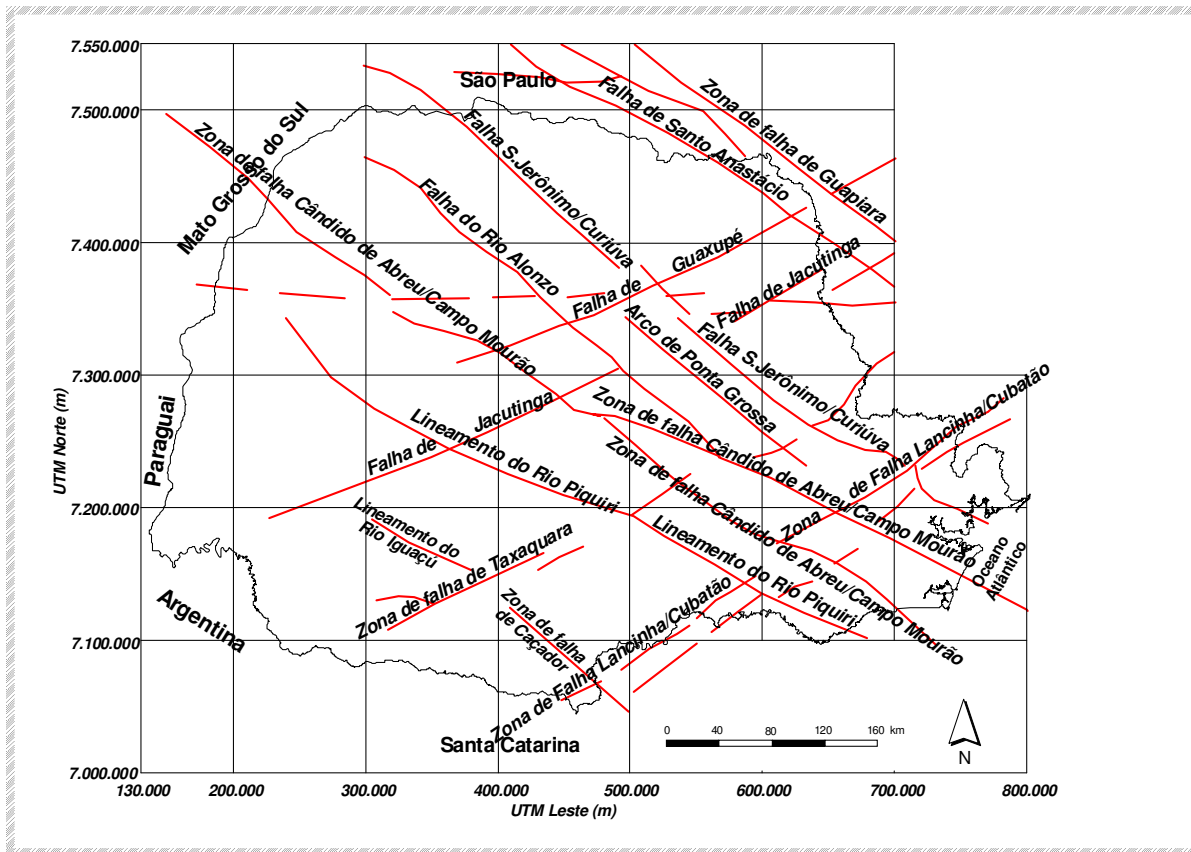 7.550.000
São Paulo
Zona de falha de Guapiara
Falha de Santo Anastácio
7.500.000
Mato Grosso do Sul
Zona de falha Cândido de Abreu/Campo Mourão
Falha S.Jerônimo/Curiúva
Falha do Rio Alonzo
7.400.000
Falha de Guaxupé
Falha de Jacutinga
Arco de Ponta Grossa
Falha S.Jerônimo/Curiúva
7.300.000
Paraguai
UTM Norte (m)
Falha de Jacutinga
Lineamento do Rio Piquiri
Zona de falha Cândido de Abreu/Campo Mourão
Zona de falha Cândido de Abreu/Campo Mourão
Zona de Falha Lancinha/Cubatão
7.200.000
Lineamento do
Rio Iguaçú
Zona de falha de Taxaquara
Lineamento do Rio Piquiri
Oceano
Atlântico
Argentina
Zona de falha
de Caçador
7.100.000
Zona de Falha Lancinha/Cubatão
Santa Catarina
0 40 80 120 160 km
N
7.000.000
130.000 200.000 300.000 400.000 500.000 600.000 700.000 800.000
UTM Leste (m)